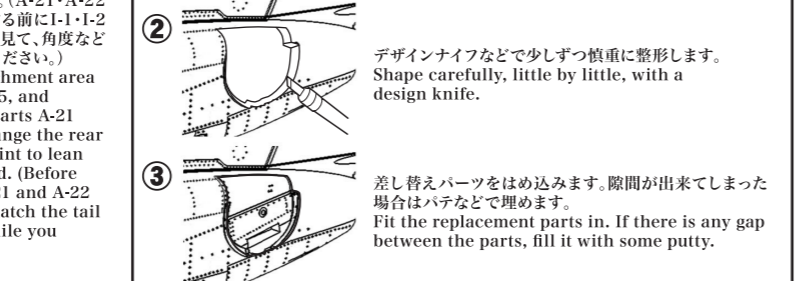 。(A-21・A-22
る前にI-1・I-2
見て、角度など
ださい。)
hment area
5, and
arts A-21
nge the rear
int to lean
d. (Before
21 and A-22
atch the tail
ile you
②
デザインナイフなどで少しずつ慎重に整形します。
Shape carefully, little by little, with a
design knife.
③
差し替えパーツをはめ込みます。隙間が出来てしまった
場合はパテなどで埋めます。
Fit the replacement parts in. If there is any gap
between the parts, fill it with some putty.